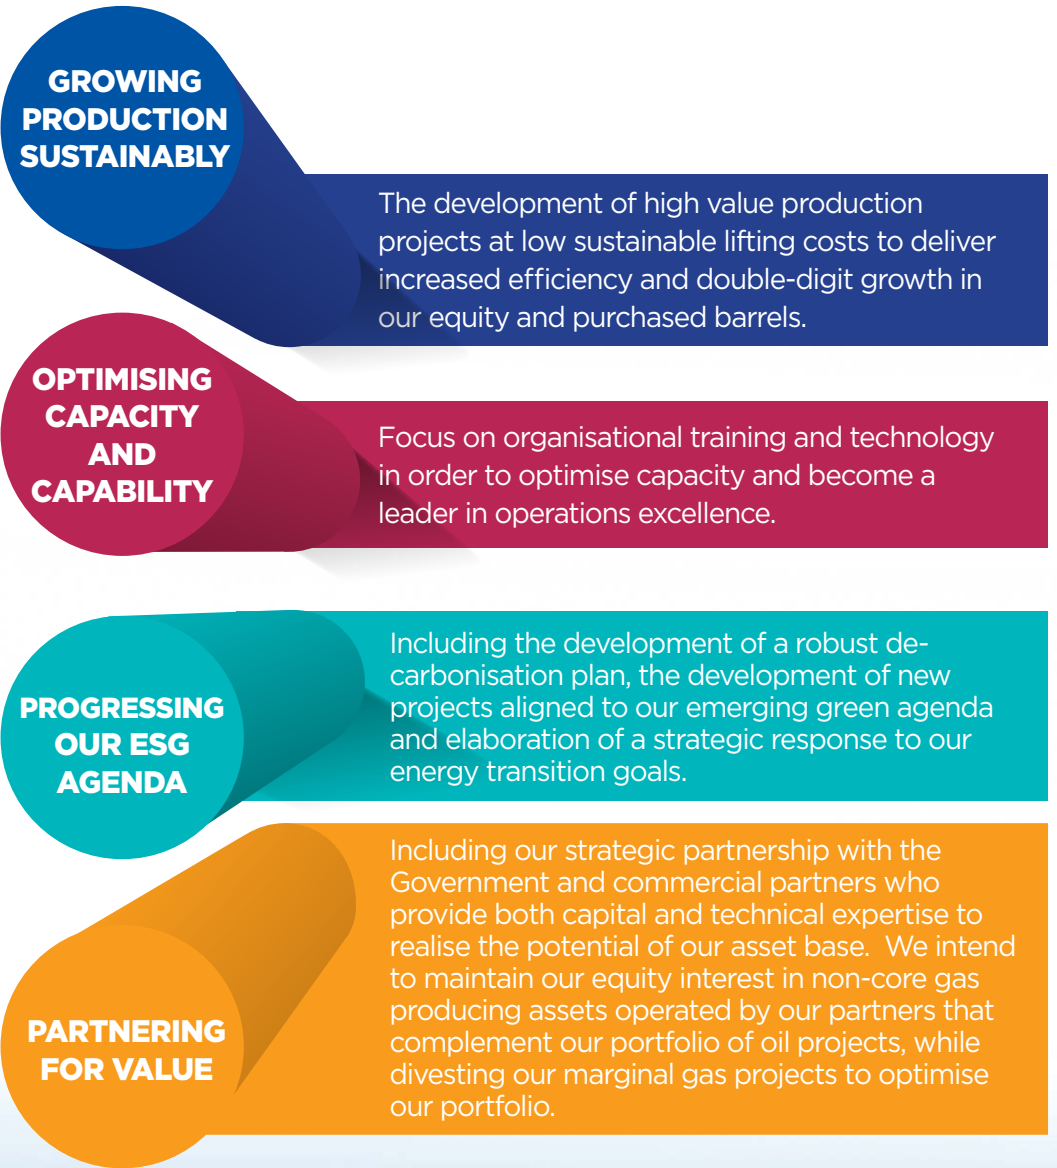 GROWING
PRODUCTION
SUSTAINABLY
The development of high value production
projects at low sustainable lifting costs to deliver
increased efficiency and double-digit growth in
our equity and purchased barrels.
OPTIMISING
CAPACITY
AND
CAPABILITY
Focus on organisational training and technology
in order to optimise capacity and become a
leader in operations excellence.
PROGRESSING
OUR ESG
AGENDA
Including the development of a robust de-
carbonisation plan, the development of new
projects aligned to our emerging green agenda
and elaboration of a strategic response to our
energy transition goals.
PARTNERING
FOR VALUE
Including our strategic partnership with the
Government and commercial partners who
provide both capital and technical expertise to
realise the potential of our asset base.  We intend
to maintain our equity interest in non-core gas
producing assets operated by our partners that
complement our portfolio of oil projects, while
divesting our marginal gas projects to optimise
our portfolio.